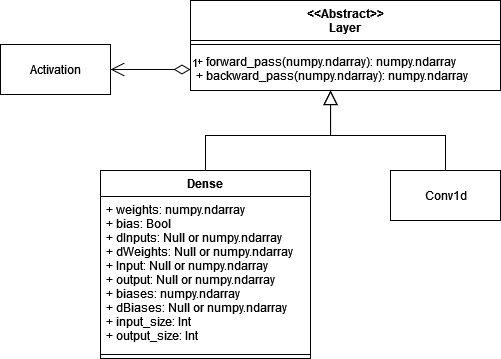 <<Abstract>>
Layer
Activation
1
+ forward_pass(numpy.ndarray): numpy.ndarray
+ backward_pass(numpy.ndarray): numpy.ndarray
Dense
+ weights: numpy.ndarray
+ bias: Bool
+ dInputs: Null or numpy.ndarray
+ dWeights: Null or numpy.ndarray
+ Input: Null or numpy.ndarray
+ output: Null or numpy.ndarray
+ biases: numpy.ndarray
+ dBiases: Null or numpy.ndarray
+ input_size: Int
+ output_size: Int
Conv1d